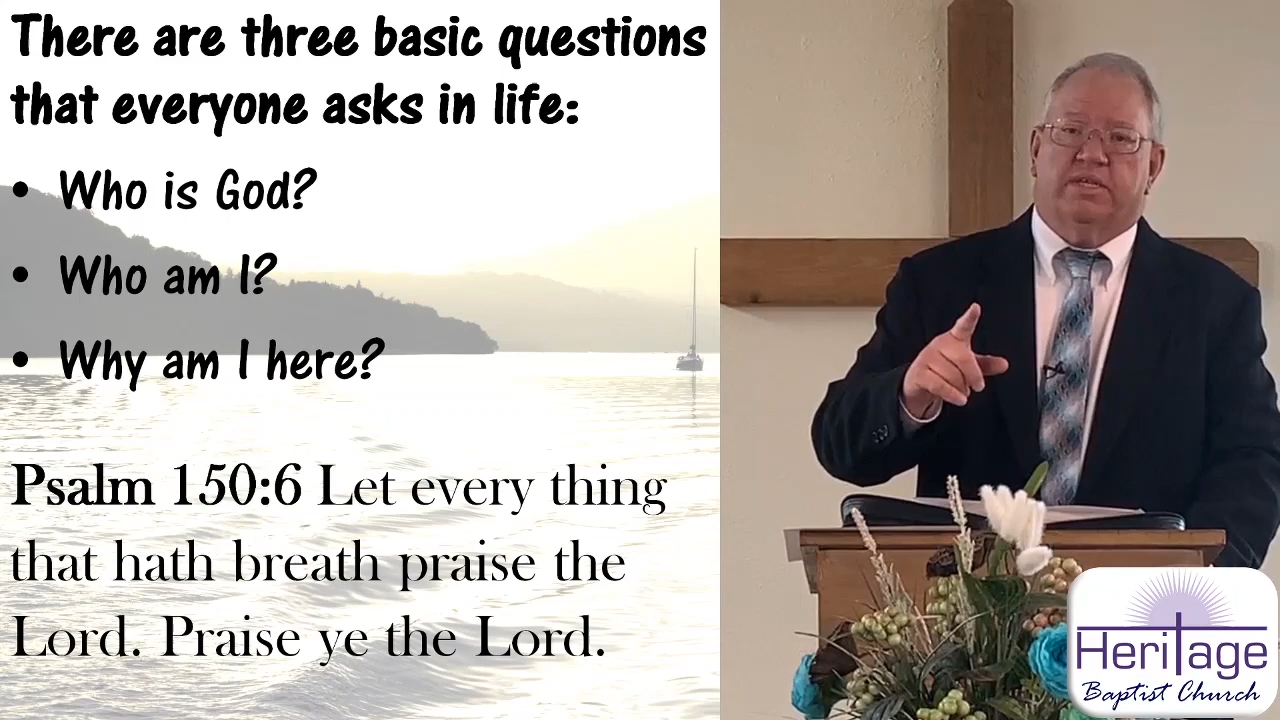 There are three basic questions
that everyone asks in life:
• Who is God?
• Who am I?
• Why am I here?
Psalm 150:6 Let every thing
that hath breath praise the
Lord. Praise ye the Lord.
Heritage
Baptist Church